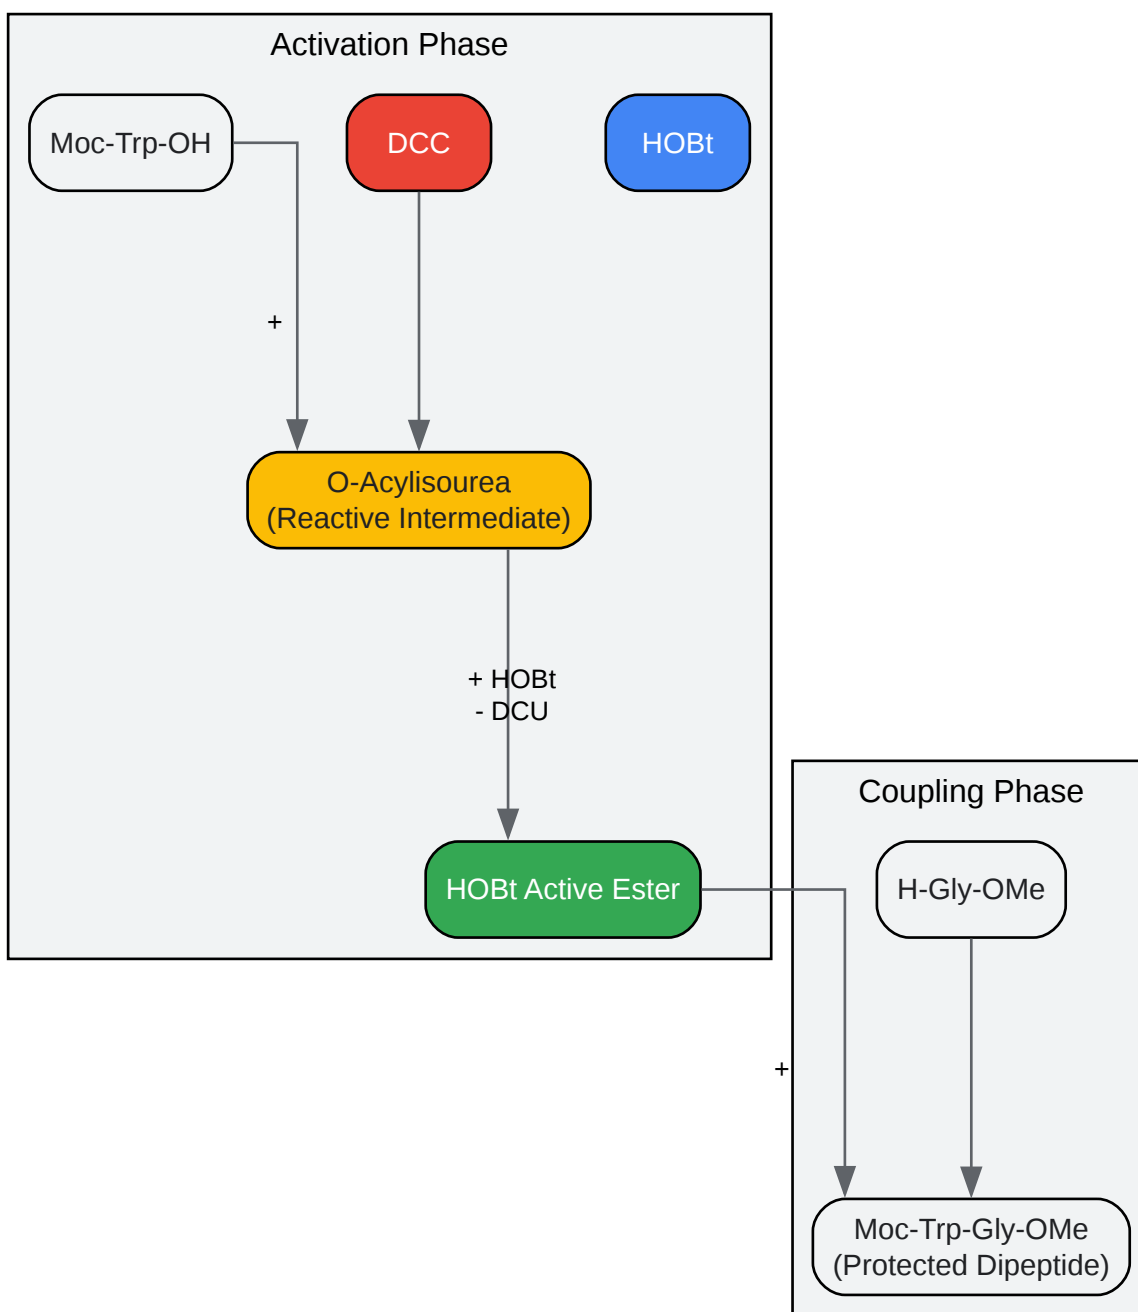 Activation Phase
Moc-Trp-OH
DCC
HOBt
+
O-Acylisourea
(Reactive Intermediate)
+ HOBt
- DCU
HOBt Active Ester
Coupling Phase
H-Gly-OMe
+
Moc-Trp-Gly-OMe
(Protected Dipeptide)